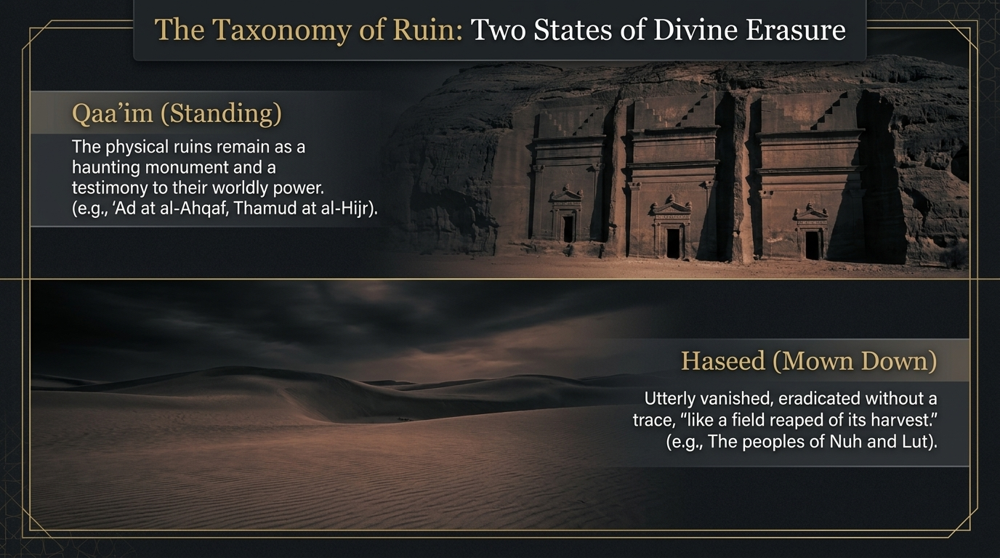 The Taxonomy of Ruin: Two States of Divine Erasure
Qaa’im (Standing)
The physical ruins remain as a
haunting monument and a
testimony to their worldly power.
(e.g., ‘Ad at al-Ahqaf, Thamud at al-Hijr).
Haseed (Mown Down)
Utterly vanished, eradicated without a
trace, “like a field reaped of its harvest.”
(e.g., The peoples of Nuh and Lut).